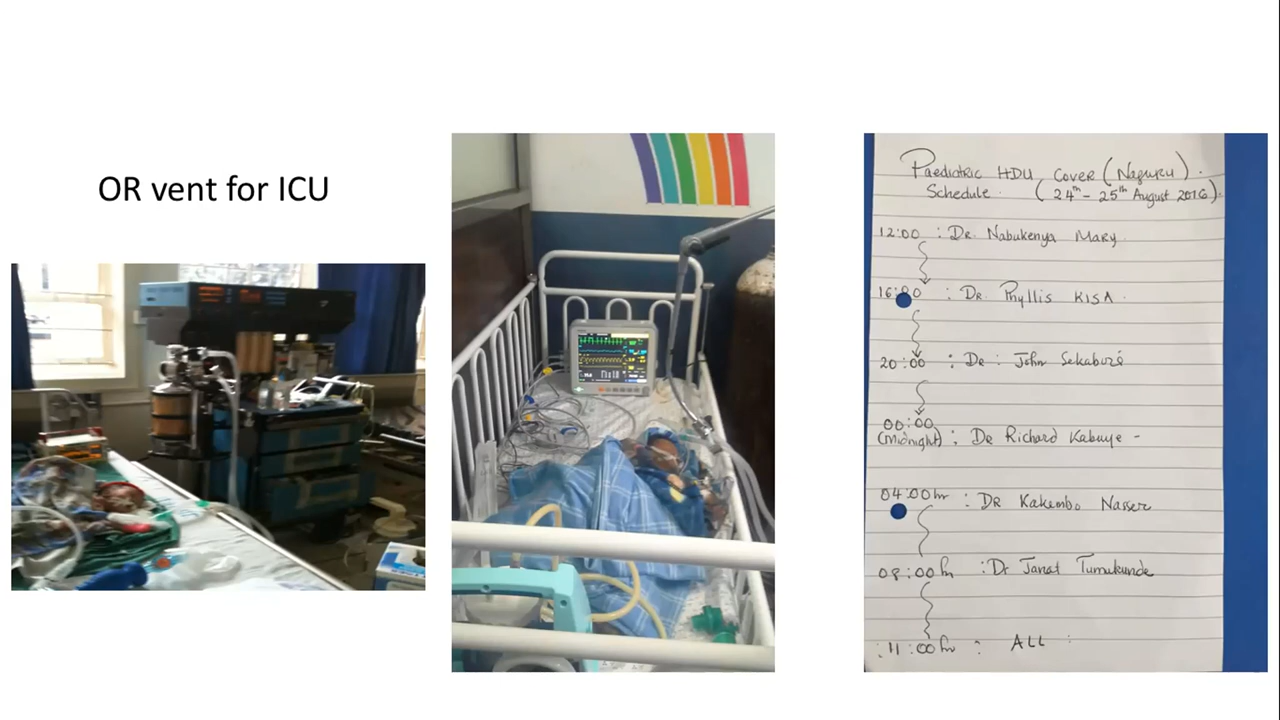 OR vent for ICU
Paediatric HDU Cover (Naguru).
Schedule. (24th - 25th August 2016).
12:00 : Dr. Nabukenya Mary.
16:00 : Dr. Phyllis KISA.
20:00 : Dr: John Sekabira
00:00
(Midnight) : Dr Richard Kabuye -
04:00hr : Dr Kakembo Nasser
08:00hr : Dr Janat Tumukunde
:11:00hr : ALL :